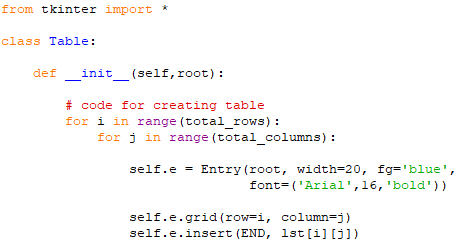 from tkinter import *
class Table:
def __init__(self,root):
# code for creating table
for i in range(total_rows):
for j in range(total_columns):
self.e = Entry(root, width=20, fg='blue',
font=('Arial',16,'bold'))
self.e.grid(row=i, column=j)
self.e.insert(END, lst[i][j])